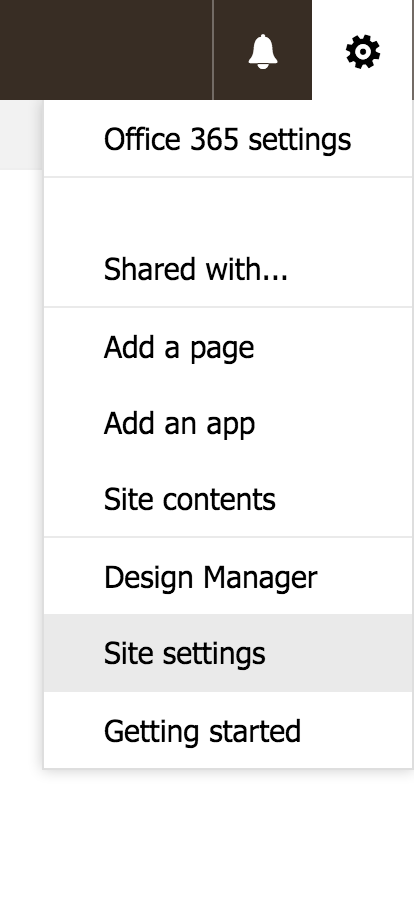 Office 365 settings
Shared with...
Add a page
Add an app
Site contents
Design Manager
Site settings
Getting started